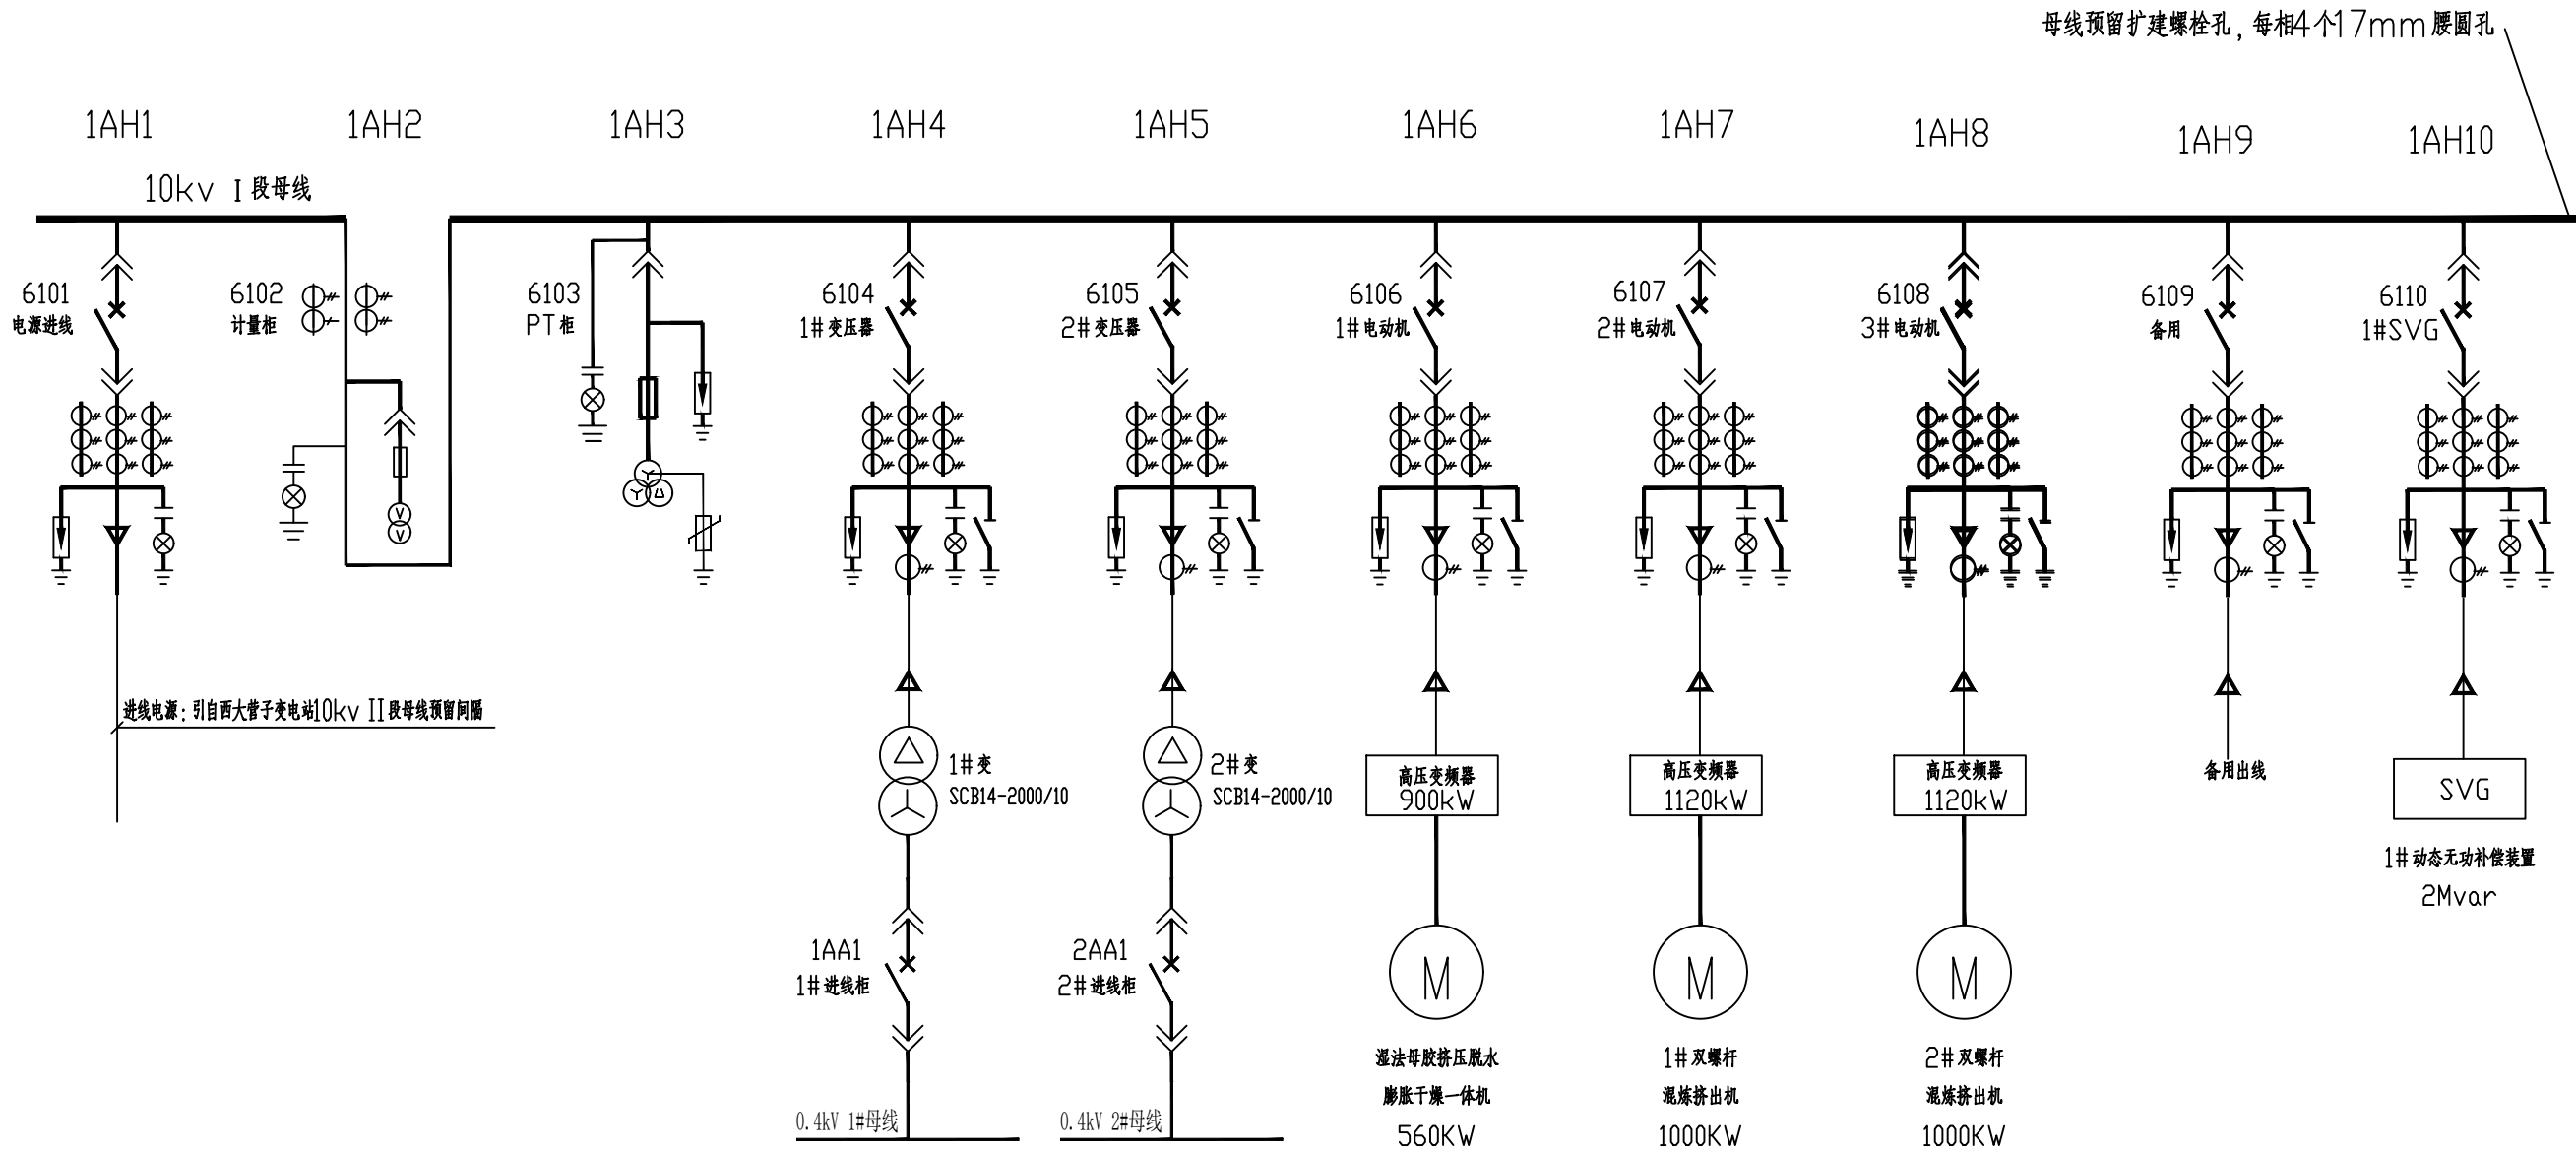 母线预留扩建螺栓孔，每相4个17mm腰圆孔
1AH1
1AH2
1AH3
1AH4
1AH5
1AH6
1AH7
1AH8
1AH9
1AH10
10kv I段母线
6101
电源进线
6102
计量柜
6103
PT柜
6104
1#变压器
6105
2#变压器
6106
1#电动机
6107
2#电动机
6108
3#电动机
6109
备用
6110
1#SVG
V
V
进线电源：引自西大营子变电站10kv II段母线预留间隔
1#变
SCB14-2000/10
2#变
SCB14-2000/10
高压变频器
900kW
高压变频器
1120kW
高压变频器
1120kW
备用出线
SVG
1#动态无功补偿装置
2Mvar
1AA1
1#进线柜
2AA1
2#进线柜
M
M
M
湿法母胶挤压脱水
膨胀干燥一体机
560KW
1#双螺杆
混炼挤出机
1000KW
2#双螺杆
混炼挤出机
1000KW
0.4kV 1#母线
0.4kV 2#母线